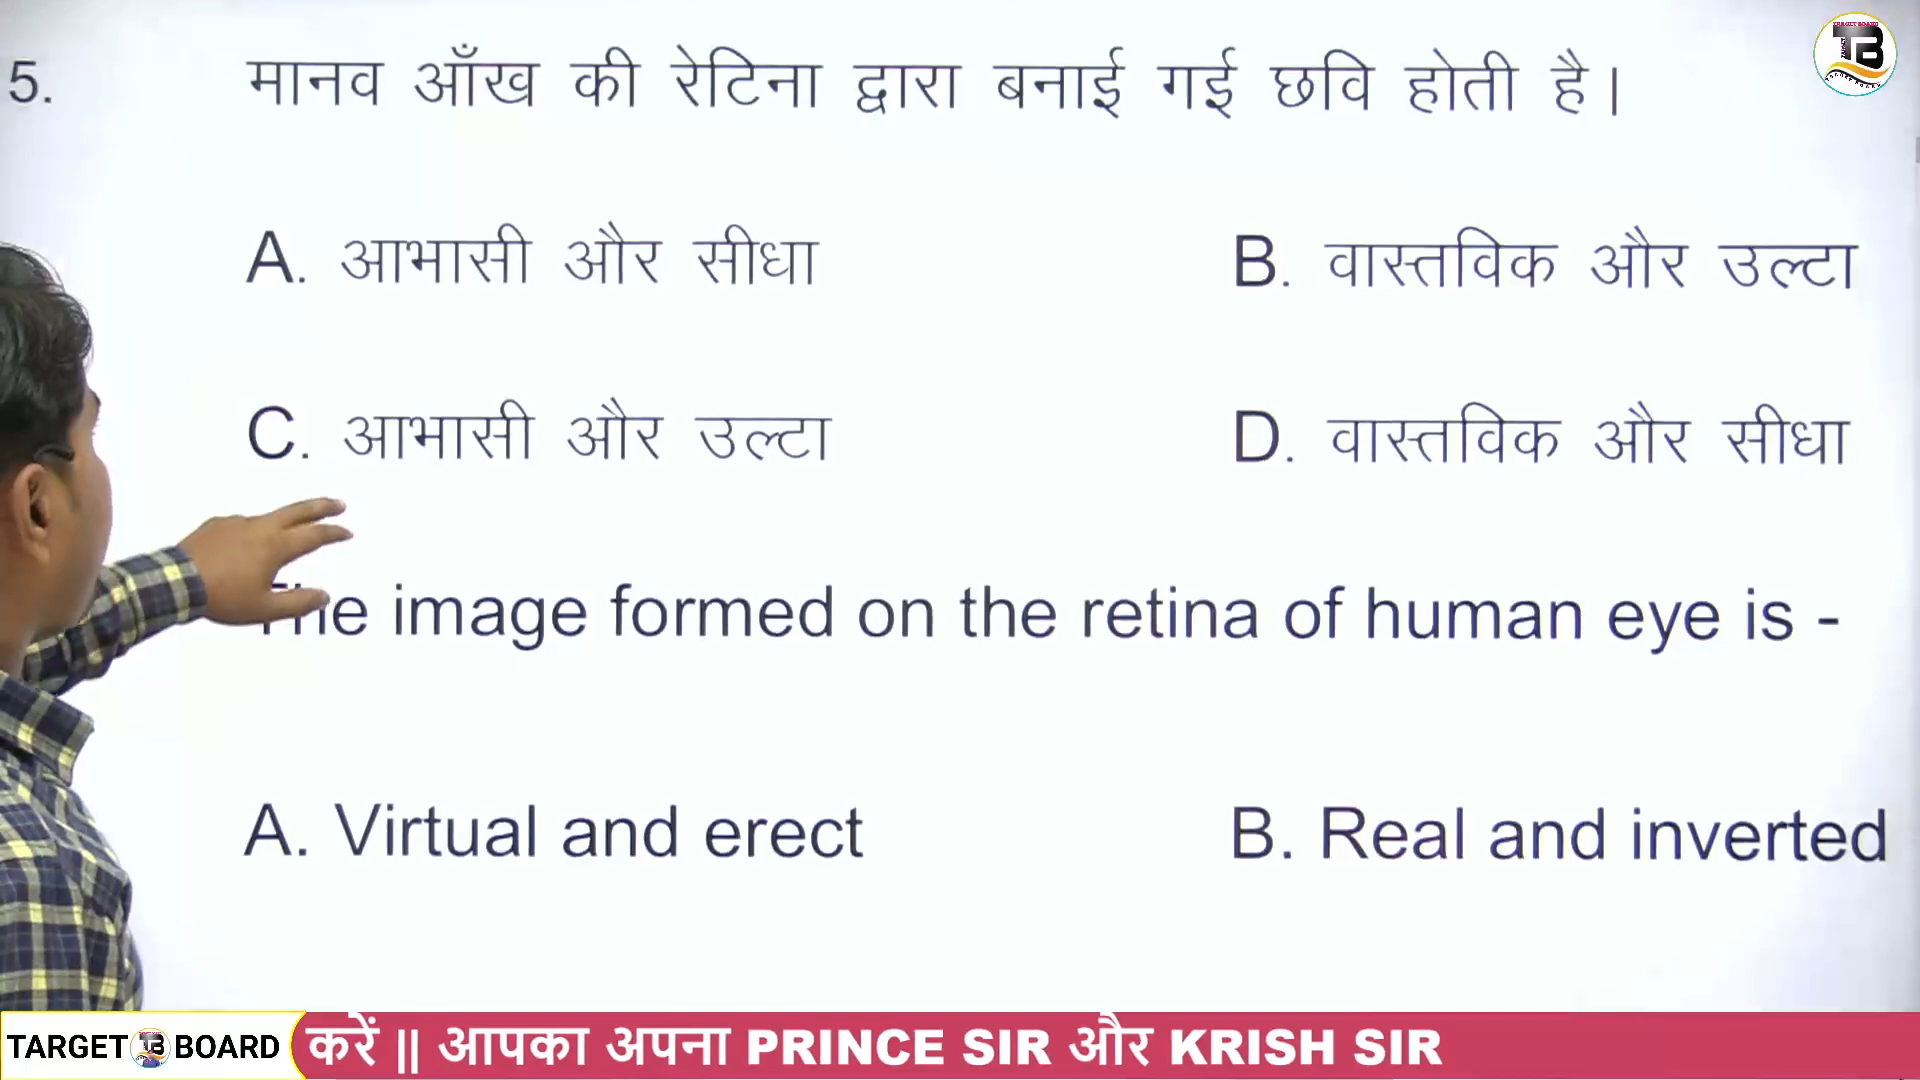 5. मानव आँख की रेटिना द्वारा बनाई गई छवि होती है।
A. आभासी और सीधा B. वास्तविक और उल्टा
C. आभासी और उल्टा D. वास्तविक और सीधा
The image formed on the retina of human eye is -
A. Virtual and erect B. Real and inverted
TARGET BOARD करें || आपका अपना PRINCE SIR और KRISH SIR